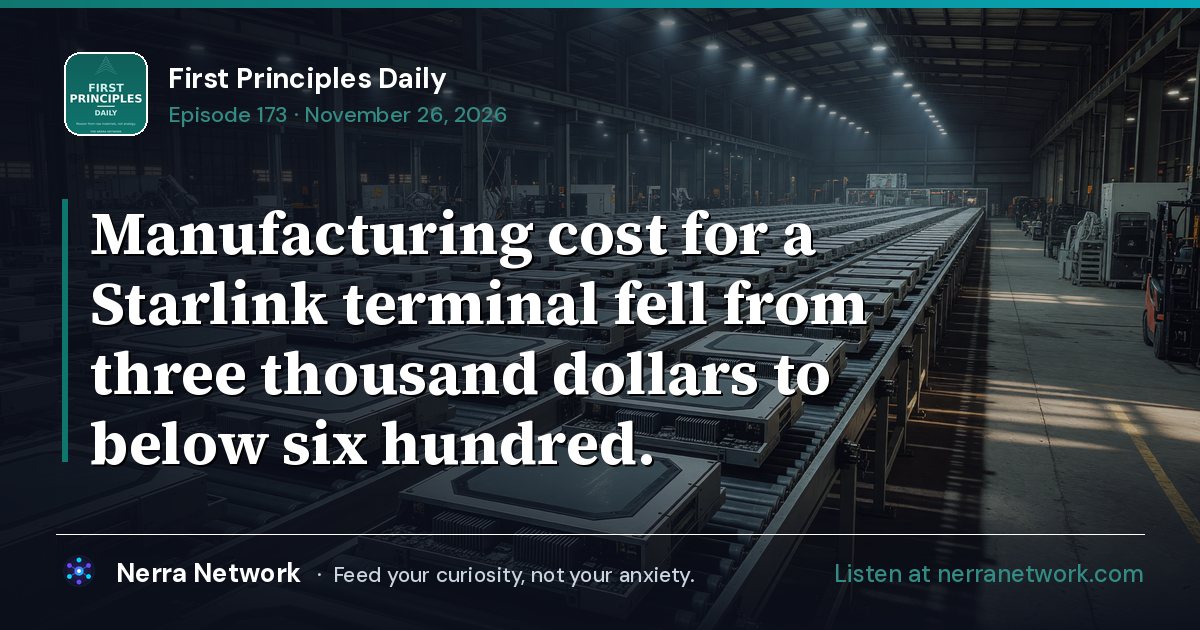 FIRST
PRINCIPLES
DAILY
First Principles Daily
Episode 173 · November 26, 2026
Manufacturing cost for a
Starlink terminal fell from
three thousand dollars to
below six hundred.
Nerra Network · Feed your curiosity, not your anxiety.
Listen at nerranetwork.com